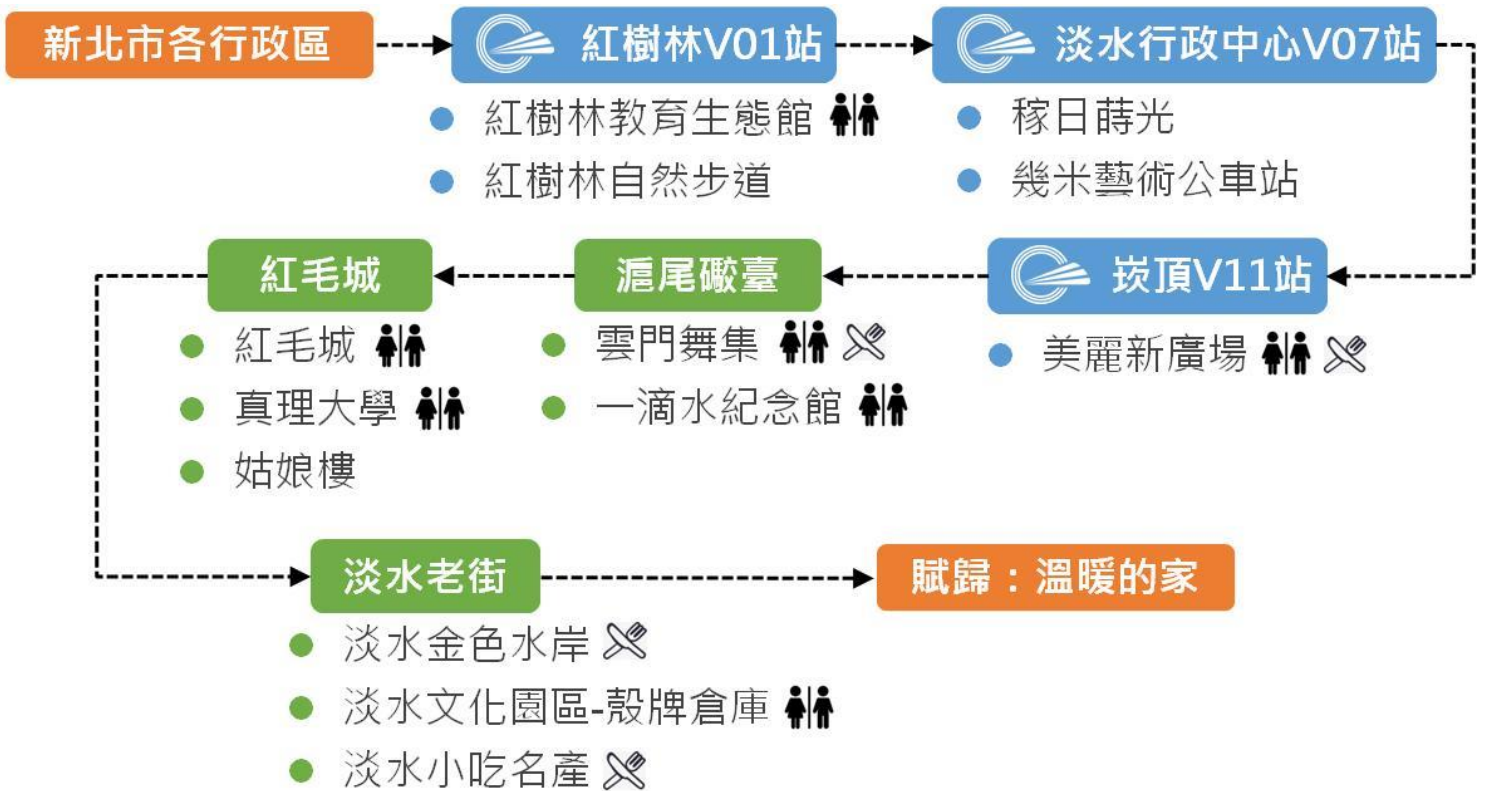 新北市各行政區
紅樹林V01站
淡水行政中心V07站
紅樹林教育生態館
紅樹林自然步道
稼日蒔光
幾米藝術公車站
崁頂V11站
美麗新廣場
滬尾礮臺
雲門舞集
一滴水紀念館
紅毛城
紅毛城
真理大學
姑娘樓
淡水老街
淡水金色水岸
淡水文化園區-殼牌倉庫
淡水小吃名產
賦歸：溫暖的家